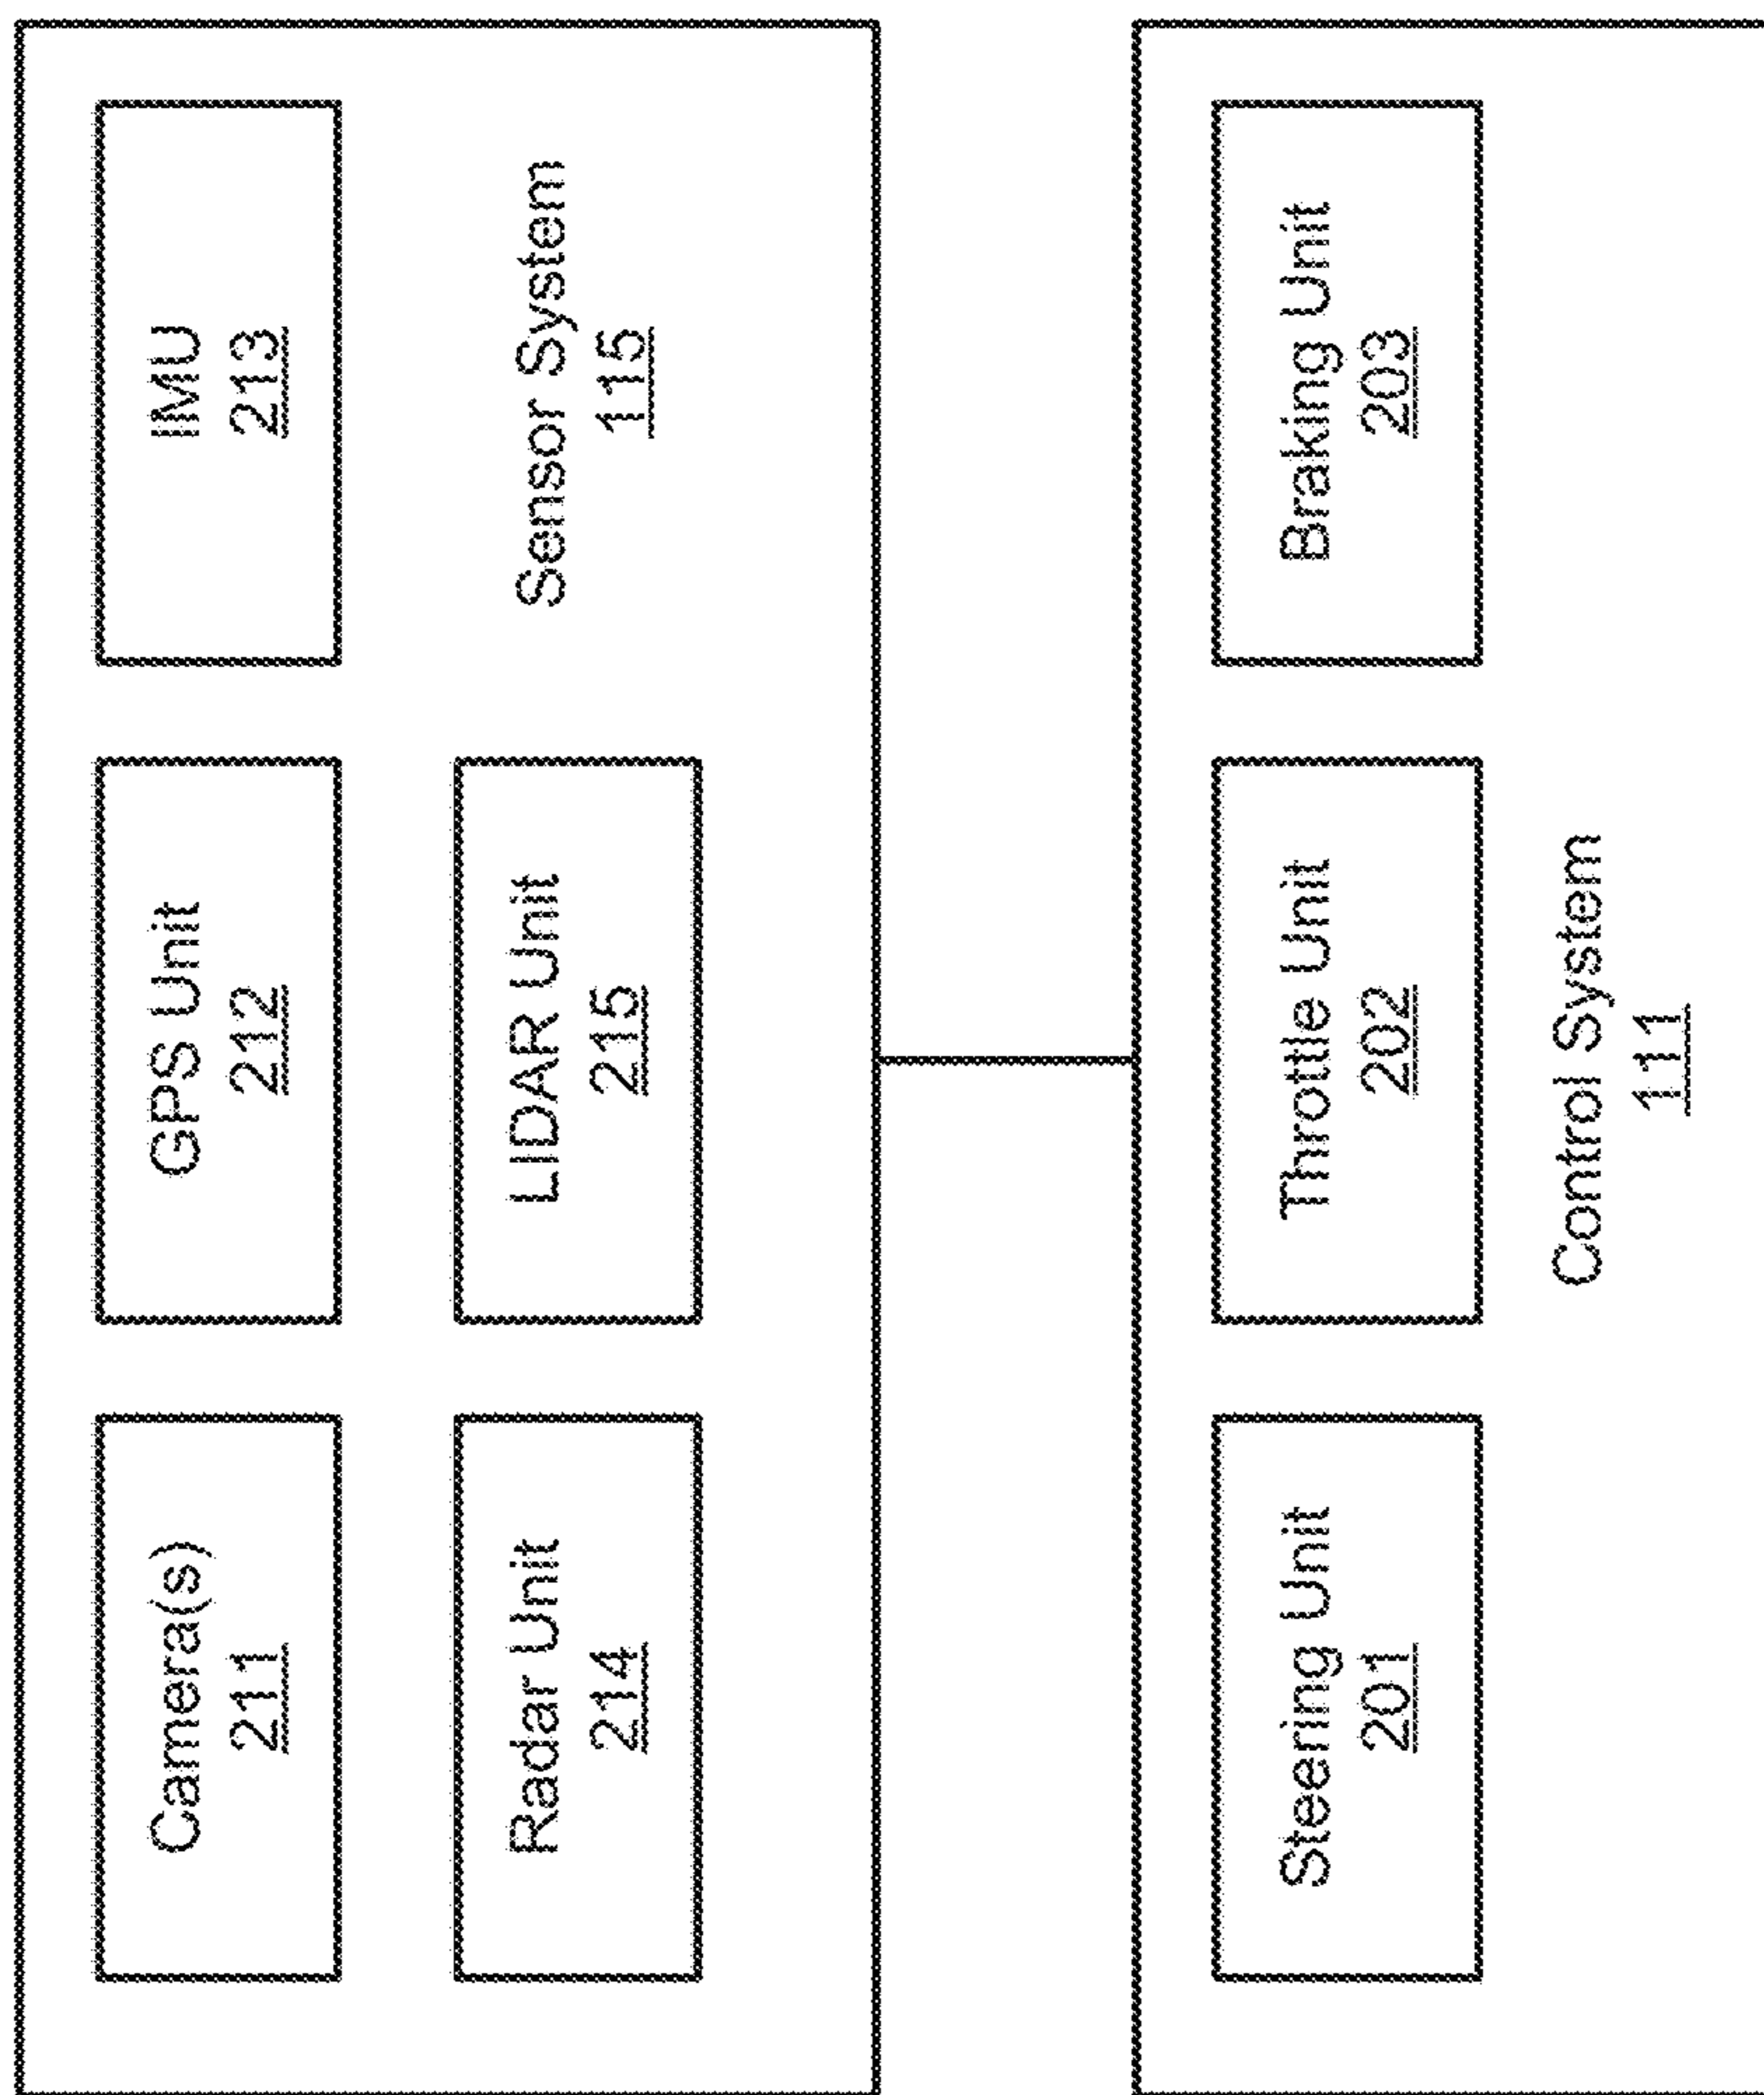 Camera(s)
211
GPS Unit
212
IMU
213
Radar Unit
214
LIDAR Unit
215
Sensor System
115
Steering Unit
201
Throttle Unit
202
Braking Unit
203
Control System
111